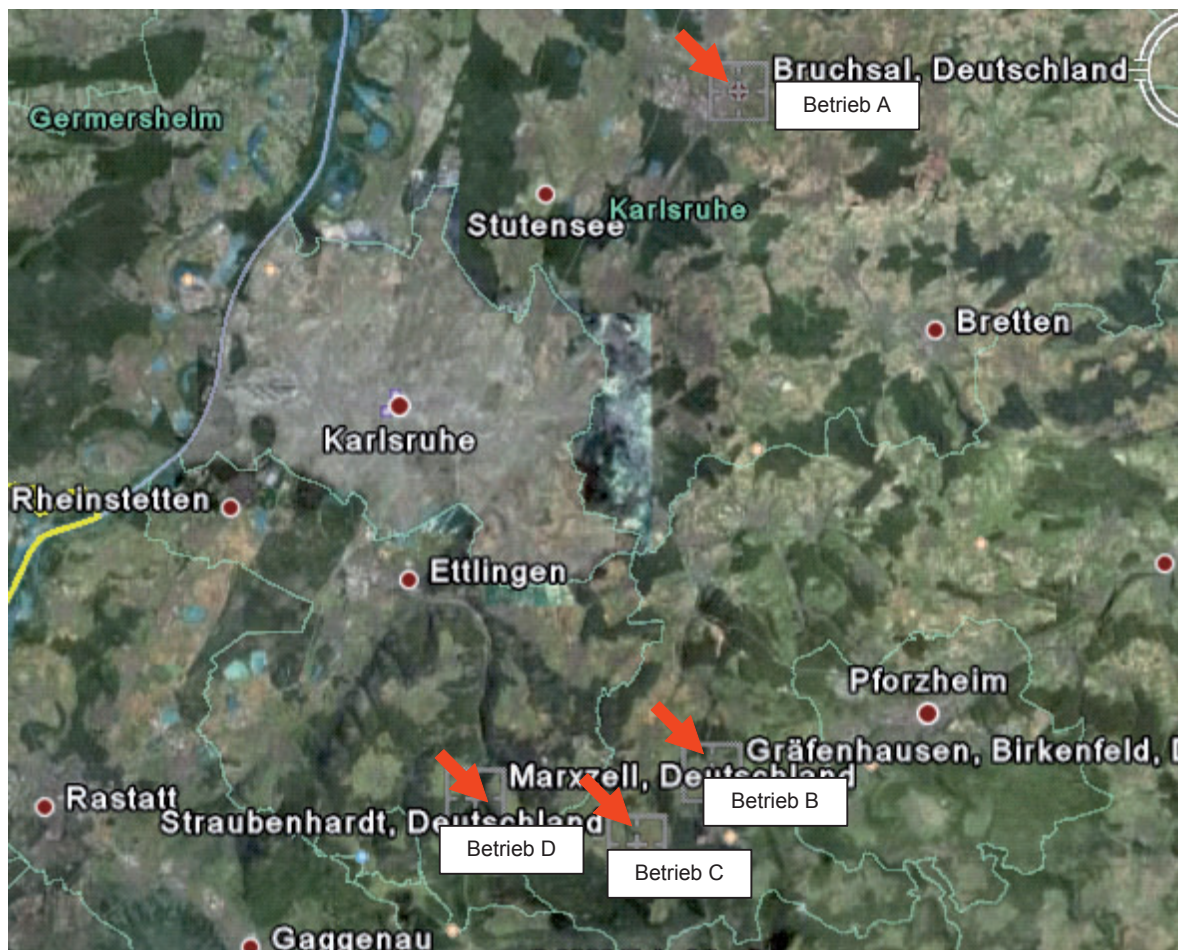 Bruchsal, Deutschland
Betrieb A
Germersheim
Stutensee
Karlsruhe
Bretten
Karlsruhe
Rheinstetten
Ettlingen
Pforzheim
Gräfenhausen, Birkenfeld, D
Marxzell, Deutschland
Betrieb B
Rastatt
Straubenhardt, Deutschland
Betrieb D
Betrieb C
Gaggenau